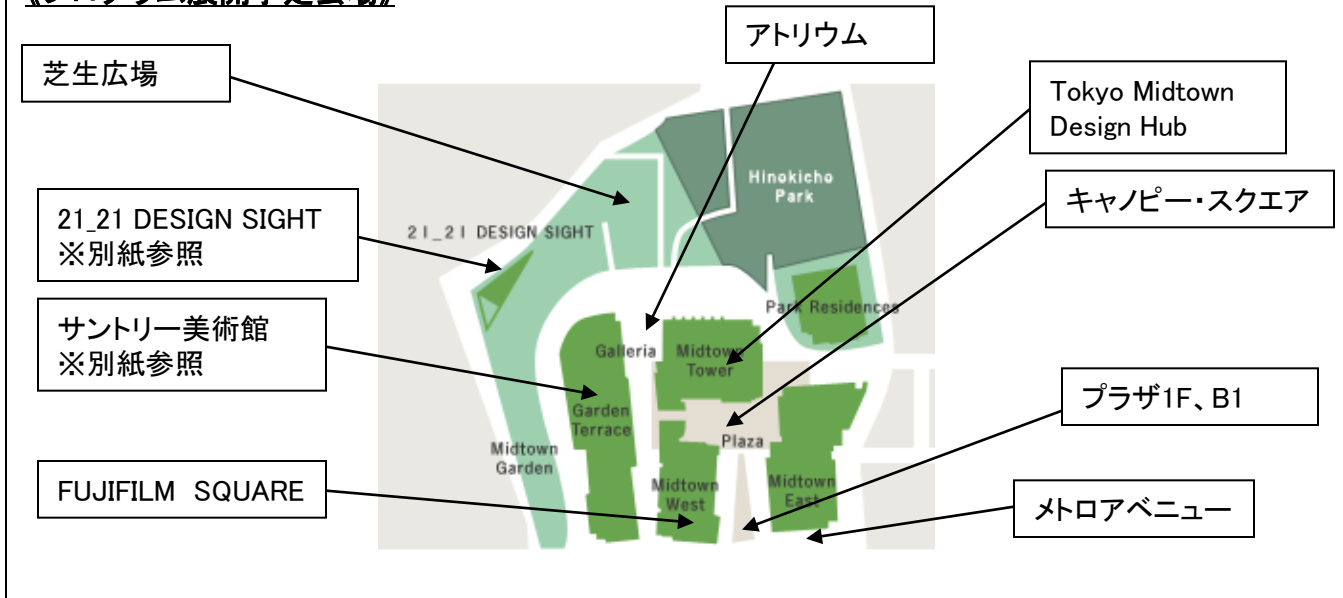 アトリウム
芝生広場
Tokyo Midtown
Design Hub
キャノピー・スクエア
21_21 DESIGN SIGHT
※別紙参照
サントリー美術館
※別紙参照
プラザ1F、B1
FUJIFILM SQUARE
メトロアベニュー
Hinokicho
Park
21_21 DESIGN SIGHT
Park Residences
Galleria
Midtown
Tower
Garden
Terrace
Plaza
Midtown
Garden
Midtown
West
Midtown
East